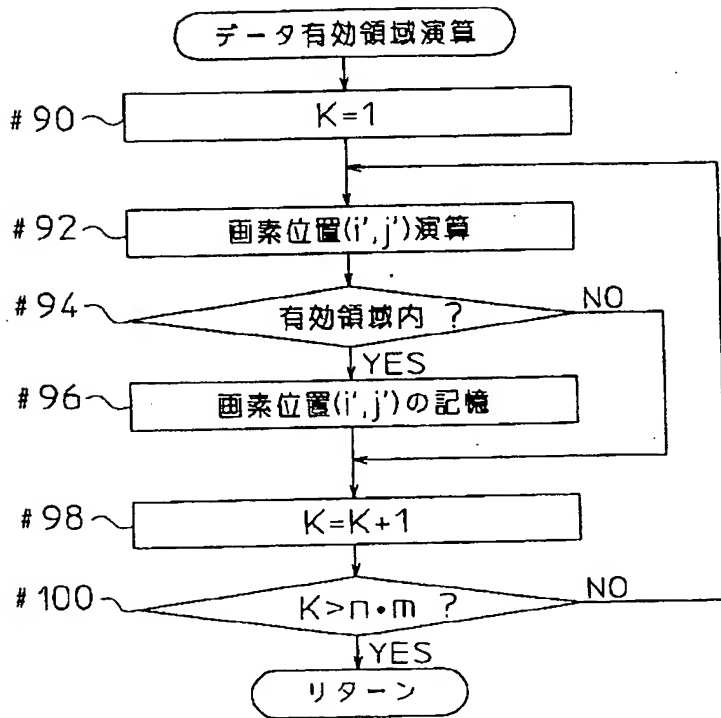 データ有効領域演算
#90
K=1
#92
画素位置(i',j')演算
#94
有効領域内 ?
NO
YES
#96
画素位置(i',j')の記憶
#98
K=K+1
#100
K>n・m ?
NO
YES
リターン